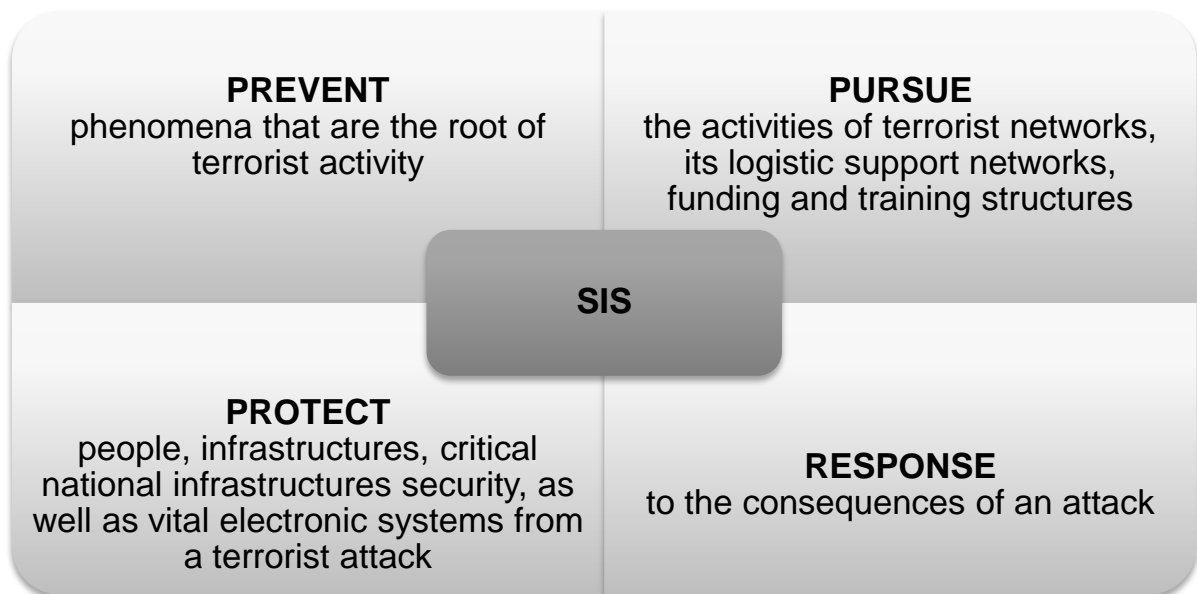 PREVENT
phenomena that are the root of
terrorist activity
PURSUE
the activities of terrorist networks,
its logistic support networks,
funding and training structures
SIS
PROTECT
people, infrastructures, critical
national infrastructures security, as
well as vital electronic systems from
a terrorist attack
RESPONSE
to the consequences of an attack